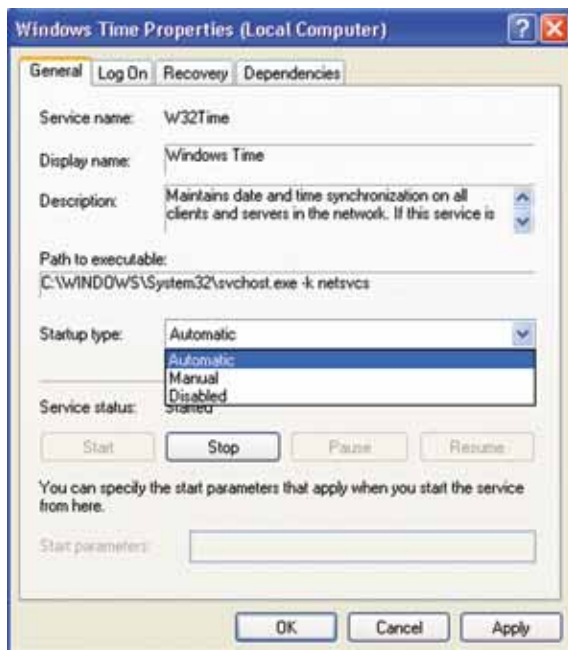 Windows Time Properties (Local Computer)
General Log On Recovery Dependencies
Service name: W32Time
Display name: Windows Time
Description: Maintains date and time synchronization on all
clients and servers in the network. If this service is
Path to executable:
C:\WINDOWS\System32\svchost.exe -k netsvcs
Startup type: Automatic
Automatic
Manual
Disabled
Service status: Started
Start Stop Pause Resume
You can specify the start parameters that apply when you start the service
from here.
Start parameters:
OK Cancel Apply